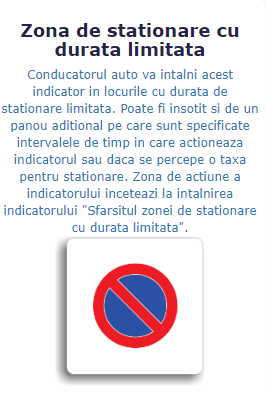 Zona de stationare cu
durata limitata
Conducatorul auto va intalni acest
indicator in locurile cu durata de
stationare limitata. Poate fi insotit si de un
panou aditional pe care sunt specificate
intervalele de timp in care actioneaza
indicatorul sau daca se percepe o taxa
pentru stationare. Zona de actiune a
indicatorului inceteazi la intalnirea
indicatorului "Sfarsitul zonei de stationare
cu durata limitata".